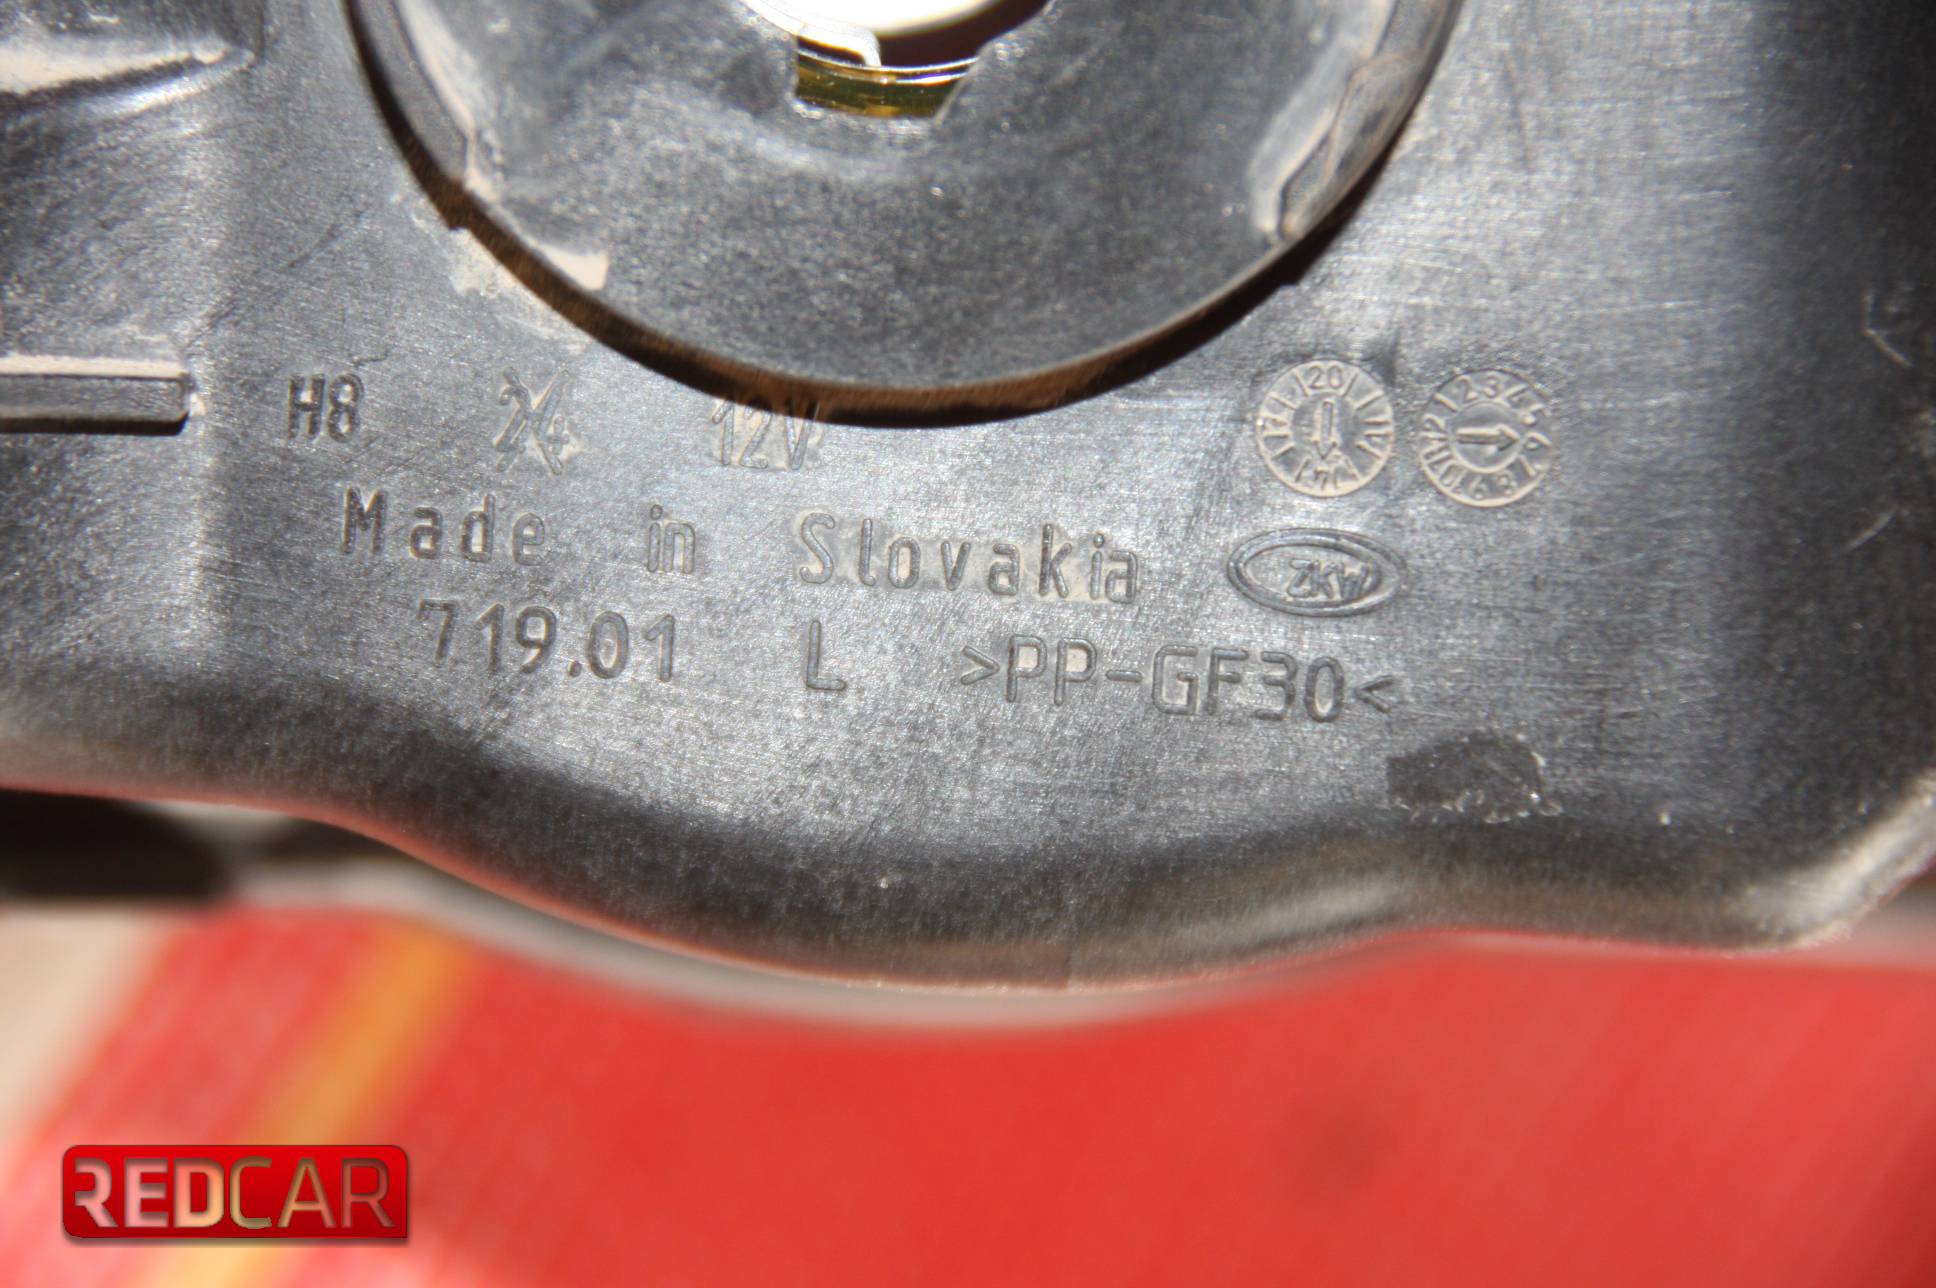 H8 12V
Made in Slovakia ZKW
719.01 L >PP-GF30<
REDCAR